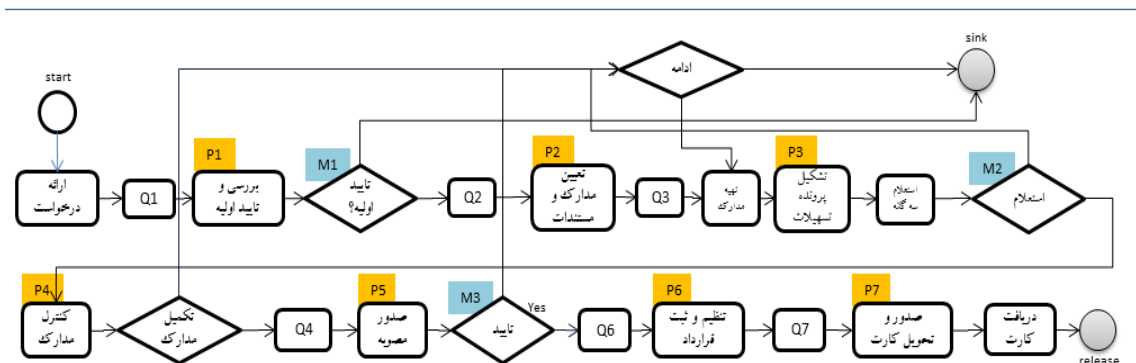 sink
start
ادامه
P1
M1
P2
P3
M2
ارائه
درخواست
Q1
بررسی و
تایید اولیه
تایید
اولیه؟
Q2
تعیین
مدارک و
مستندات
Q3
تهیه
مدارک
تشکیل
پرونده
تسهیلات
استعلام
سه گانه
استعلام
P4
P5
M3
Yes
P6
P7
کنترل
مدارک
تکمیل
مدارک
Q4
صدور
مصوبه
تایید
Q6
تنظیم و ثبت
قرارداد
Q7
صدور و
تحویل کارت
دریافت
کارت
release